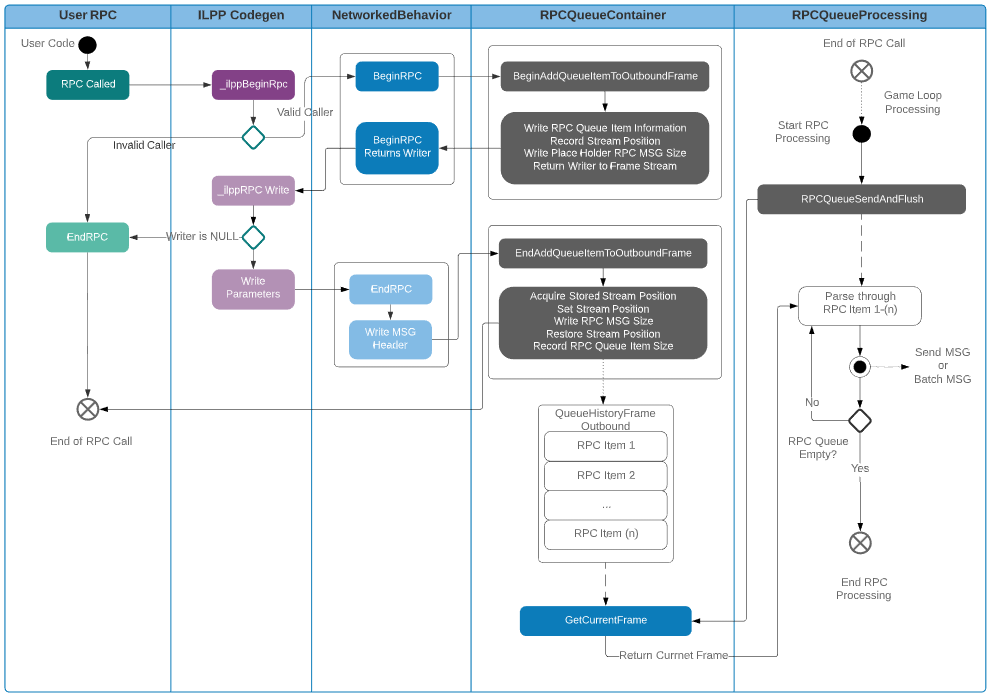 User RPC
ILPP Codegen
NetworkedBehavior
RPCQueueContainer
RPCQueueProcessing
User Code
RPC Called
_ilppBeginRpc
Valid Caller
Invalid Caller
BeginRPC
BeginRPC
Returns Writer
BeginAddQueueItemToOutboundFrame
Write RPC Queue Item Information
Record Stream Position
Write Place Holder RPC MSG Size
Return Writer to Frame Stream
_ilppRPC Write
Writer is NULL
EndRPC
Write
Parameters
EndRPC
Write MSG
Header
EndAddQueueItemToOutboundFrame
Acquire Stored Stream Position
Set Stream Position
Write RPC MSG Size
Restore Stream Position
Record RPC Queue Item Size
End of RPC Call
QueueHistoryFrame
Outbound
RPC Item 1
RPC Item 2
...
RPC Item (n)
GetCurrentFrame
Return Currnet Frame
End of RPC Call
Game Loop
Processing
Start RPC
Processing
RPCQueueSendAndFlush
Parse through
RPC Item 1-(n)
Send MSG
or
Batch MSG
No
RPC Queue
Empty?
Yes
End RPC
Processing